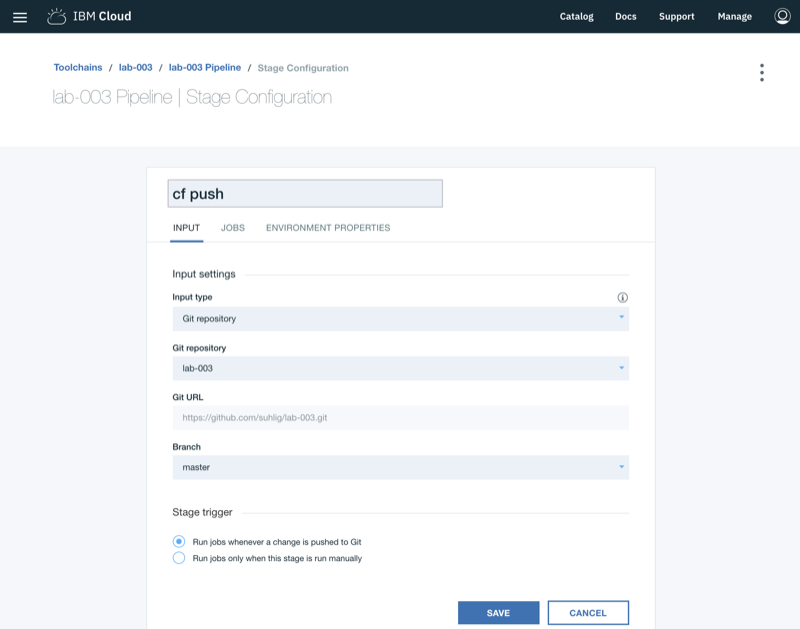 IBM Cloud Catalog Docs Support Manage
Toolchains / lab-003 / lab-003 Pipeline / Stage Configuration
lab-003 Pipeline | Stage Configuration
cf push
INPUT JOBS ENVIRONMENT PROPERTIES
Input settings
Input type
Git repository
Git repository
lab-003
Git URL
https://github.com/suhlig/lab-003.git
Branch
master
Stage trigger
Run jobs whenever a change is pushed to Git
Run jobs only when this stage is run manually
SAVE CANCEL